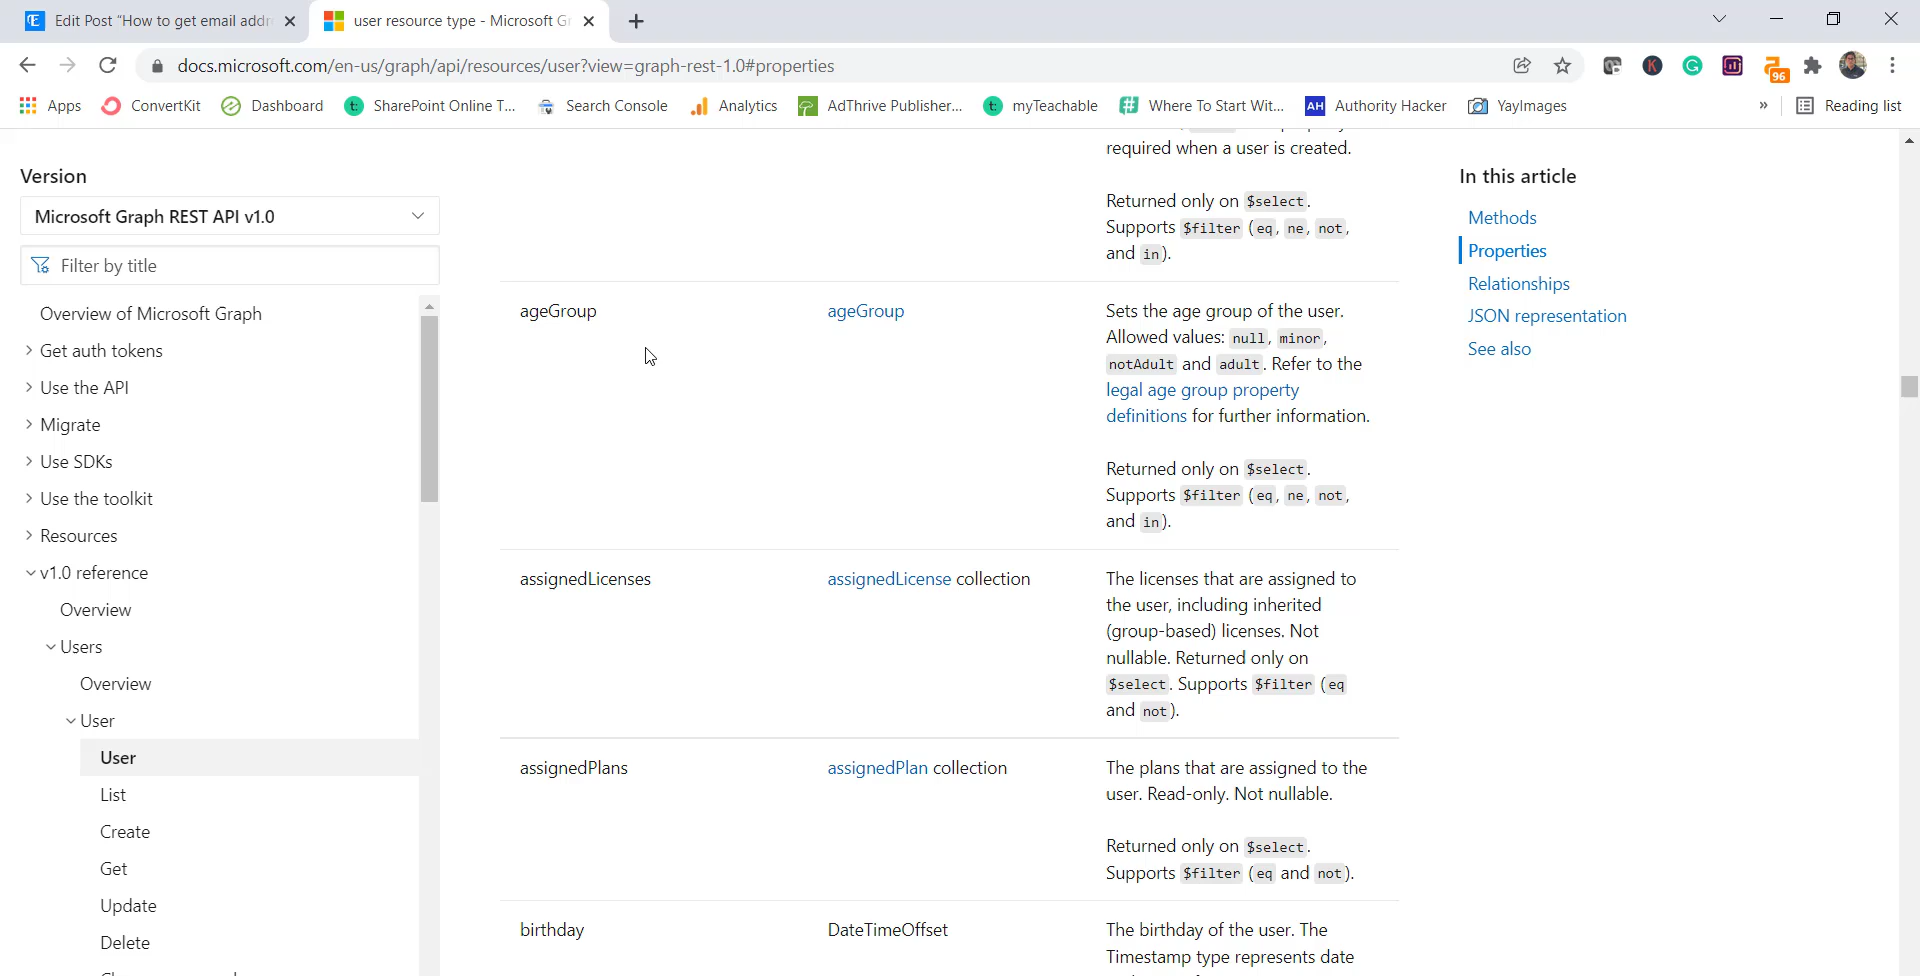 Edit Post "How to get email addr
user resource type - Microsoft G
docs.microsoft.com/en-us/graph/api/resources/user?view=graph-rest-1.0#properties
96
Apps
ConvertKit
Dashboard
SharePoint Online T...
Search Console
Analytics
AdThrive Publisher...
myTeachable
Where To Start Wit...
AH
Authority Hacker
YayImages
»
Reading list
Version
Microsoft Graph REST API v1.0
Filter by title
Overview of Microsoft Graph
Get auth tokens
Use the API
Migrate
Use SDKs
Use the toolkit
Resources
v1.0 reference
Overview
Users
Overview
User
User
List
Create
Get
Update
Delete
required when a user is created.
Returned only on $select.
Supports $filter (eq, ne, not,
and in).
ageGroup
ageGroup
Sets the age group of the user.
Allowed values: null, minor,
notAdult and adult. Refer to the
legal age group property
definitions for further information.
Returned only on $select.
Supports $filter (eq, ne, not,
and in).
assignedLicenses
assignedLicense collection
The licenses that are assigned to
the user, including inherited
(group-based) licenses. Not
nullable. Returned only on
$select. Supports $filter (eq
and not).
assignedPlans
assignedPlan collection
The plans that are assigned to the
user. Read-only. Not nullable.
Returned only on $select.
Supports $filter (eq and not).
birthday
DateTimeOffset
The birthday of the user. The
Timestamp type represents date
In this article
Methods
Properties
Relationships
JSON representation
See also